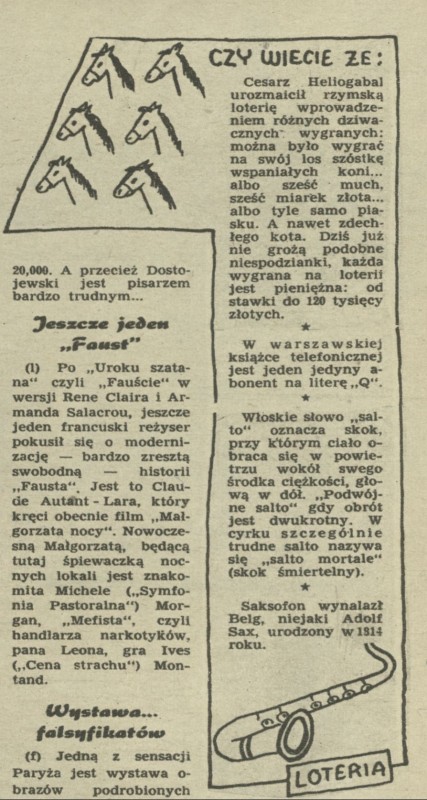 20,000. A przecież Dosto-
jewski jest pisarzem
bardzo trudnym...
Jeszcze jeden
„Faust"
(l) Po „Uroku szata-
na" czyli „Fauście" w
wersji Rene Claira i Ar-
manda Salacrou, jeszcze
jeden francuski reżyser
pokusił się o moderni-
zację — bardzo zresztą
swobodną — historii
„Fausta". Jest to Clau-
de Autant-Lara, który
kręci obecnie film „Mał-
gorzata nocy". Nowocze-
sną Małgorzatą, będącą
tutaj śpiewaczką noc-
nych lokali jest znako-
mita Michele („Symfo-
nia Pastoralna") Mor-
gan, „Mefista", czyli
handlarza narkotyków,
pana Leona, gra Ives
(„Cena strachu") Mon-
tand.
Wystawa...
falsyfikatów
(f) Jedną z sensacji
Paryża jest wystawa o-
brazów podrobionych
CZY WIECIE ŻE:
Cesarz Heliogabal
urozmaicił rzymską
loterię wprowadze-
niem różnych dziwa-
cznych wygranych:
można było wygrać
na swój los szóstkę
wspaniałych koni...
albo sześć much,
sześć miarek złota...
albo tyle samo pia-
sku. A nawet zdech-
łego kota. Dziś już
nie grożą podobne
niespodzianki, każda
wygrana na loterii
jest pieniężna: od
stawki do 120 tysięcy
złotych.
★
W warszawskiej
książce telefonicznej
jest jeden jedyny a-
bonent na literę „Q".
★
Włoskie słowo „sal-
to" oznacza skok,
przy którym ciało o-
braca się w powie-
trzu wokół swego
środka ciężkości, gło-
wą w dół. „Podwój-
ne salto" gdy obrót
jest dwukrotny. W
cyrku szczególnie
trudne salto nazywa
się „salto mortale"
(skok śmiertelny).
★
Saksofon wynalazł
Belg, niejaki Adolf
Sax, urodzony w 1814
roku.
LOTERIA